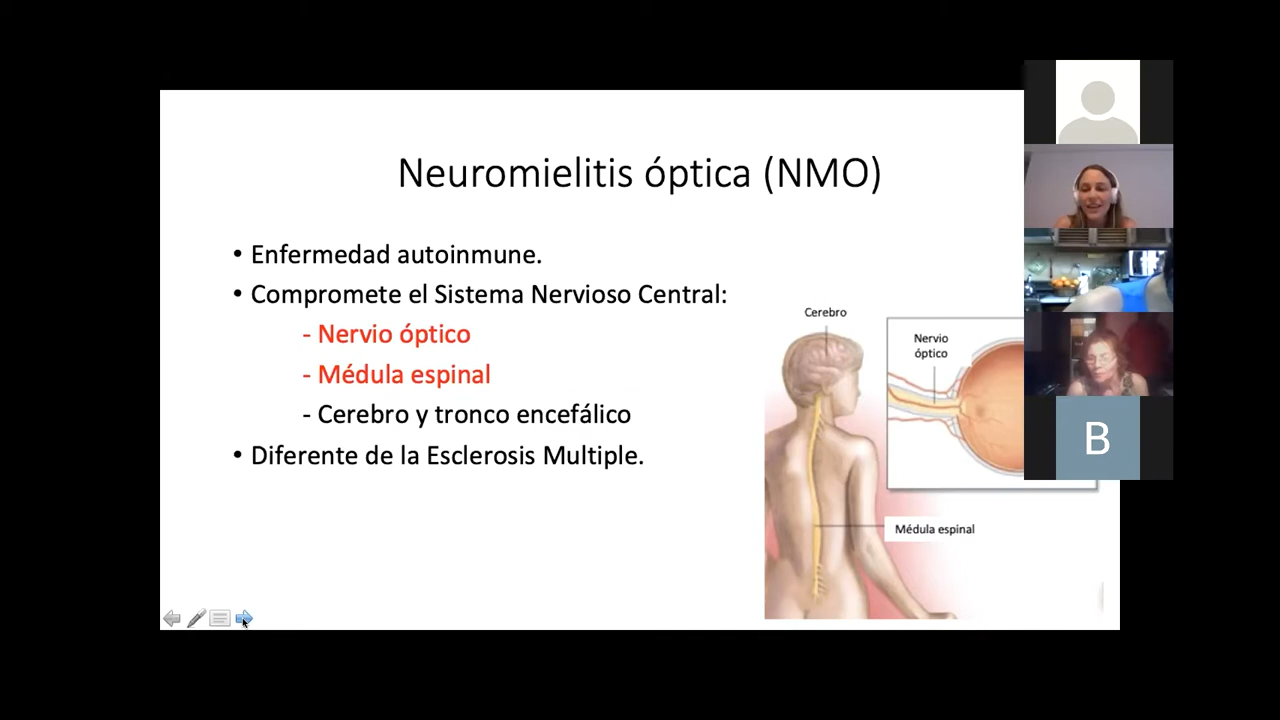 Neuromielitis óptica (NMO)
• Enfermedad autoinmune.
• Compromete el Sistema Nervioso Central:
- Nervio óptico
- Médula espinal
- Cerebro y tronco encefálico
• Diferente de la Esclerosis Multiple.
Cerebro
Nervio
óptico
Médula espinal
B